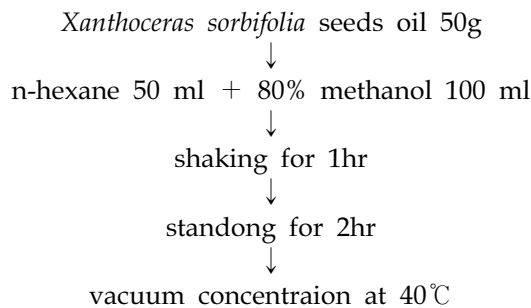 Xanthoceras sorbifolia seeds oil 50g
↓
n-hexane 50 ml + 80% methanol 100 ml
↓
shaking for 1hr
↓
standong for 2hr
↓
vacuum concentraion at 40℃